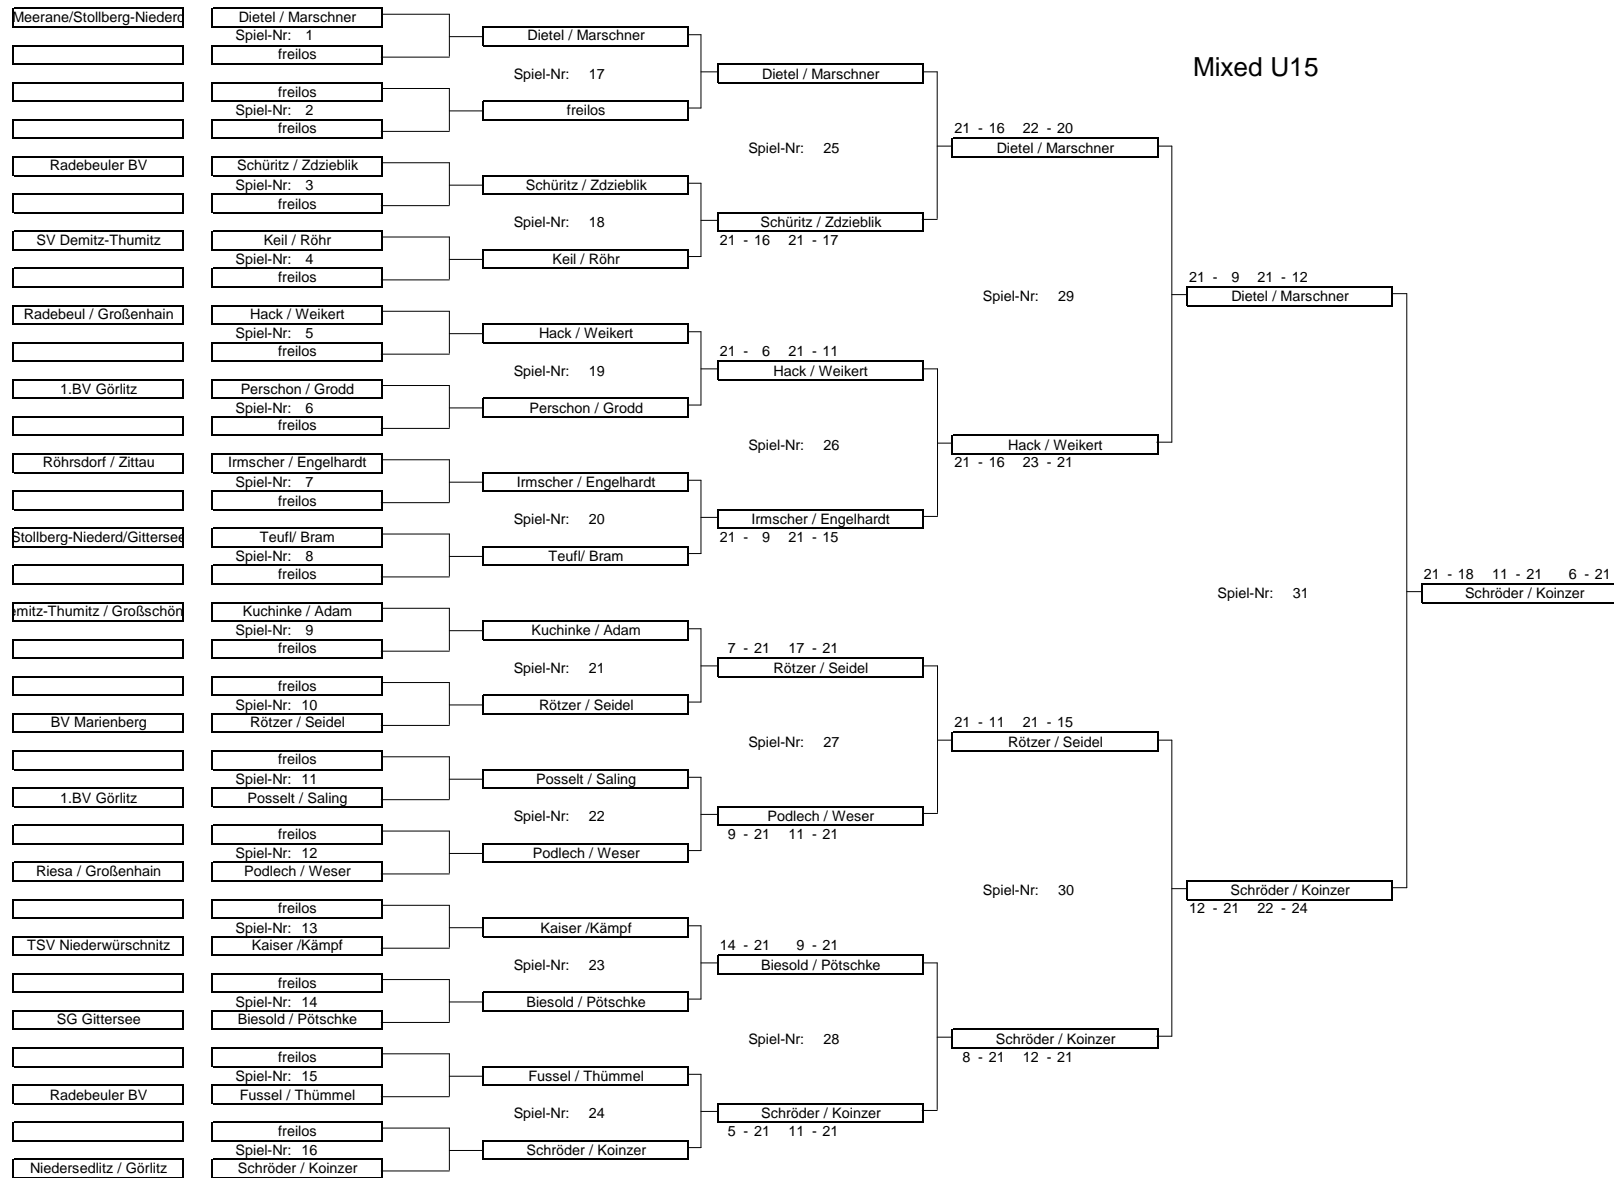 Mixed U15
Meerane/Stollberg-Niederd
Dietel / Marschner
Spiel-Nr: 1
freilos
freilos
Spiel-Nr: 2
freilos
Radebeuler BV
Schüritz / Zdzieblik
Spiel-Nr: 3
freilos
SV Demitz-Thumitz
Keil / Röhr
Spiel-Nr: 4
freilos
Radebeul / Großenhain
Hack / Weikert
Spiel-Nr: 5
freilos
1.BV Görlitz
Perschon / Grodd
Spiel-Nr: 6
freilos
Röhrsdorf / Zittau
Irmscher / Engelhardt
Spiel-Nr: 7
freilos
Stollberg-Niederd/Gittersee
Teufl/ Bram
Spiel-Nr: 8
freilos
emitz-Thumitz / Großschön
Kuchinke / Adam
Spiel-Nr: 9
freilos
freilos
Spiel-Nr: 10
BV Marienberg
Rötzer / Seidel
freilos
Spiel-Nr: 11
1.BV Görlitz
Posselt / Saling
freilos
Spiel-Nr: 12
Riesa / Großenhain
Podlech / Weser
freilos
Spiel-Nr: 13
TSV Niederwürschnitz
Kaiser /Kämpf
freilos
Spiel-Nr: 14
SG Gittersee
Biesold / Pötschke
freilos
Spiel-Nr: 15
Radebeuler BV
Fussel / Thümmel
freilos
Spiel-Nr: 16
Niedersedlitz / Görlitz
Schröder / Koinzer
Dietel / Marschner
Spiel-Nr: 17
freilos
Schüritz / Zdzieblik
Spiel-Nr: 18
Keil / Röhr
Hack / Weikert
Spiel-Nr: 19
Perschon / Grodd
Irmscher / Engelhardt
Spiel-Nr: 20
Teufl/ Bram
Kuchinke / Adam
Spiel-Nr: 21
Rötzer / Seidel
Posselt / Saling
Spiel-Nr: 22
Podlech / Weser
Kaiser /Kämpf
Spiel-Nr: 23
Biesold / Pötschke
Fussel / Thümmel
Spiel-Nr: 24
Schröder / Koinzer
Dietel / Marschner
Spiel-Nr: 25
Schüritz / Zdzieblik
21 - 16 21 - 17
21 - 6 21 - 11
Hack / Weikert
Spiel-Nr: 26
Irmscher / Engelhardt
21 - 9 21 - 15
7 - 21 17 - 21
Rötzer / Seidel
Spiel-Nr: 27
Podlech / Weser
9 - 21 11 - 21
14 - 21 9 - 21
Biesold / Pötschke
Spiel-Nr: 28
Schröder / Koinzer
5 - 21 11 - 21
21 - 16 22 - 20
Dietel / Marschner
Spiel-Nr: 29
Hack / Weikert
21 - 16 23 - 21
21 - 11 21 - 15
Rötzer / Seidel
Spiel-Nr: 30
Schröder / Koinzer
8 - 21 12 - 21
21 - 9 21 - 12
Dietel / Marschner
Spiel-Nr: 31
Schröder / Koinzer
12 - 21 22 - 24
21 - 18 11 - 21 6 - 21
Schröder / Koinzer